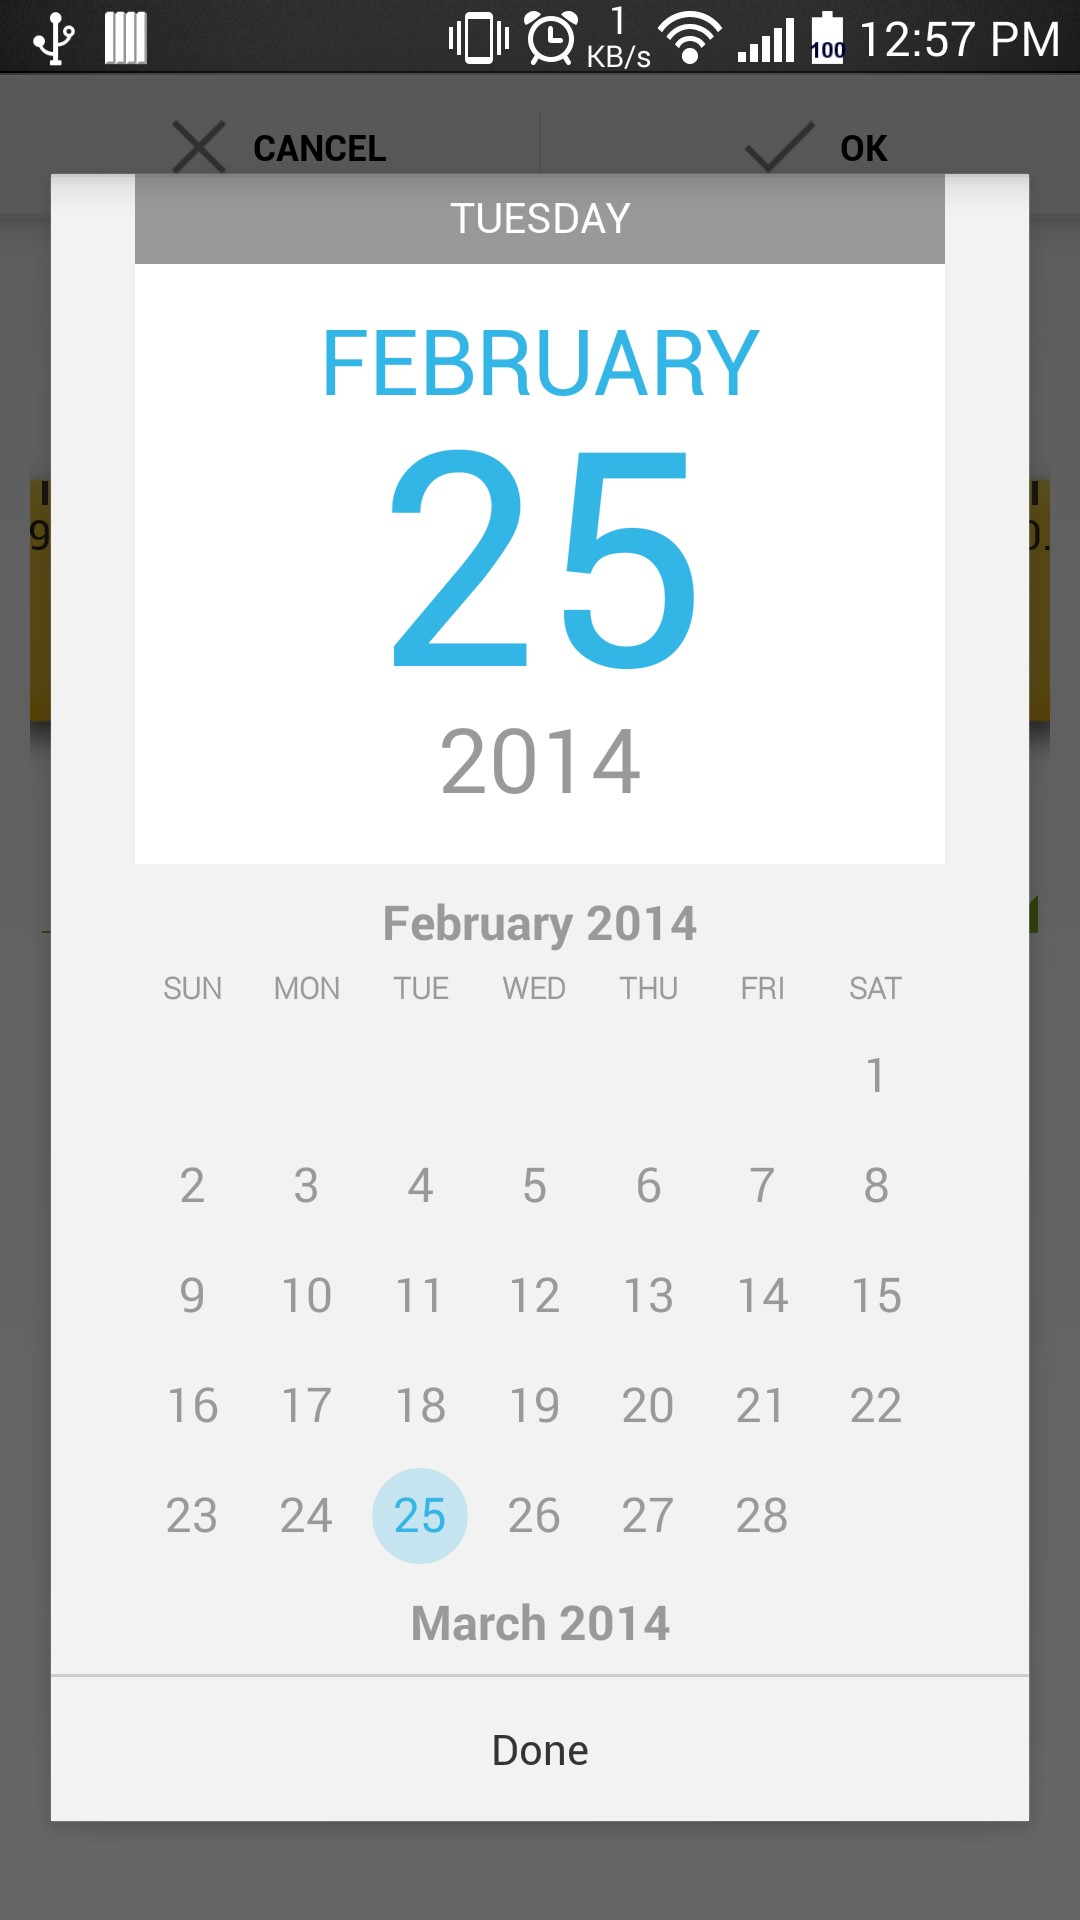 1 KB/s 100 12:57 PM
CANCEL OK
TUESDAY
FEBRUARY
25
2014
9
0.
February 2014
SUN MON TUE WED THU FRI SAT
1
2 3 4 5 6 7 8
9 10 11 12 13 14 15
16 17 18 19 20 21 22
23 24 25 26 27 28
March 2014
Done